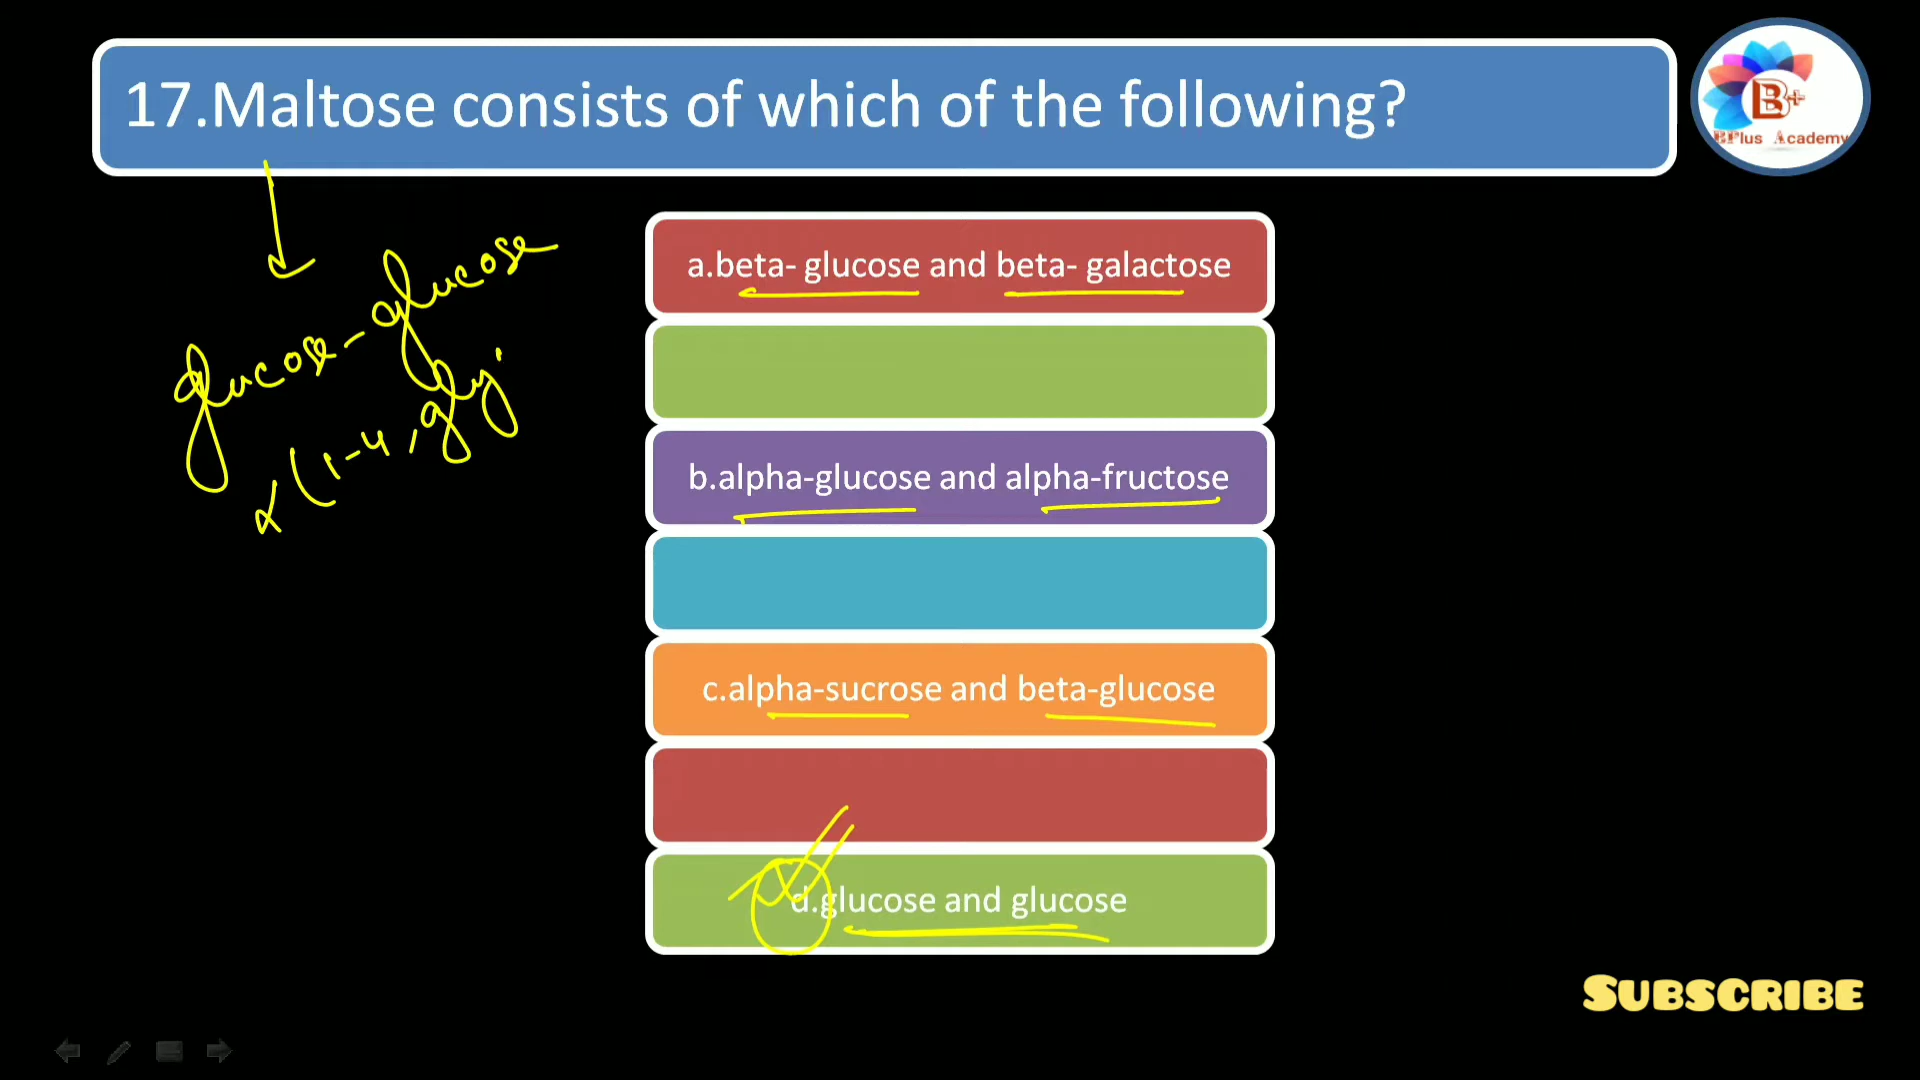 17.Maltose consists of which of the following?
B+
BPlus Academy
glucose-glucose
α(1-4, gly
a.beta- glucose and beta- galactose
b.alpha-glucose and alpha-fructose
c.alpha-sucrose and beta-glucose
d.glucose and glucose
SUBSCRIBE